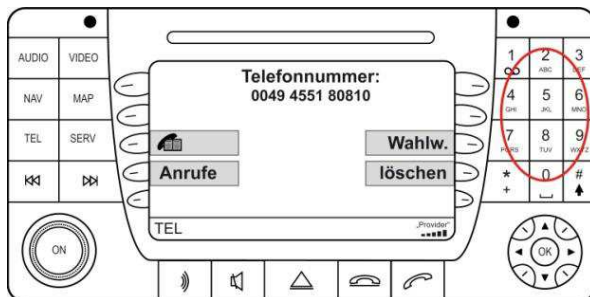 AUDIO VIDEO
NAV MAP
TEL SERV
ON
Telefonnummer:
0049 4551 80810
Wahlw.
Anrufe löschen
TEL „Provider"
1 2 3
ABC DEF
4 5 6
GHI JKL MNO
7 8 9
PQRS TUV WXYZ
* 0 #
+
OK